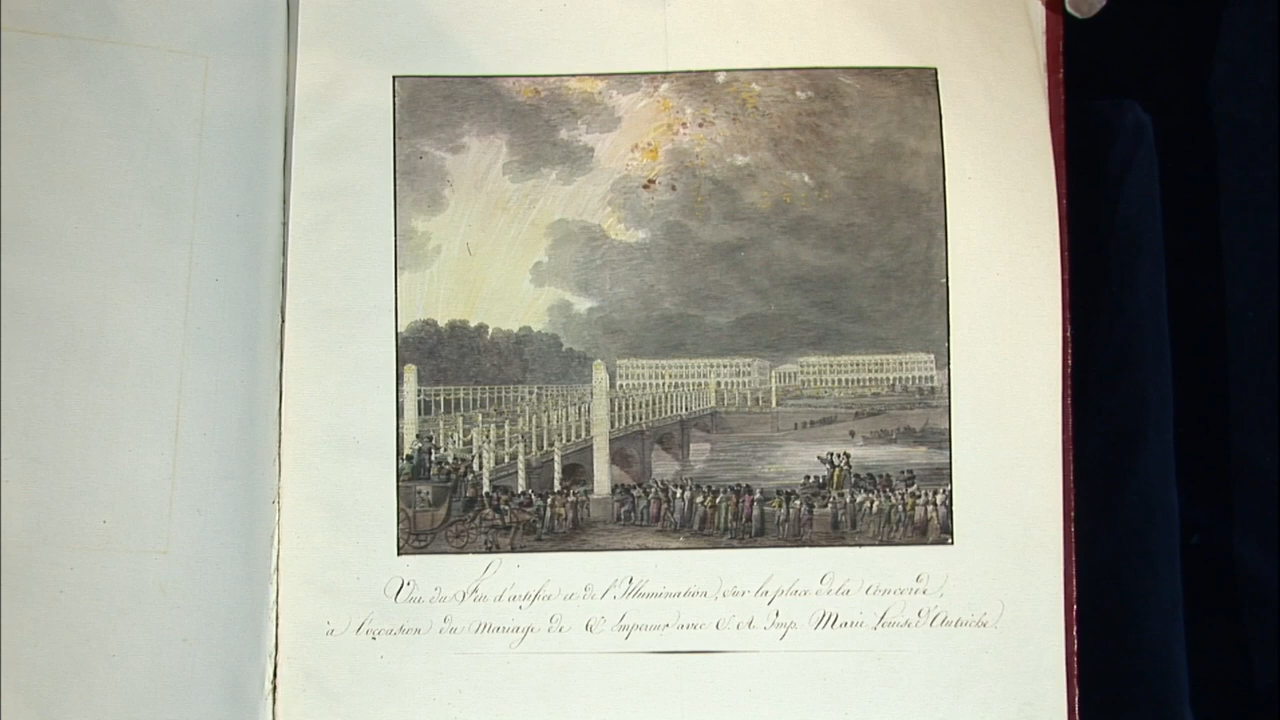 Vüe du Feu d'artifice et de l'Illumination, sur la place de la Concorde,
à l'occasion du Mariage de l'Empereur avec S. A. Imp. Marie Louise d'Autriche.